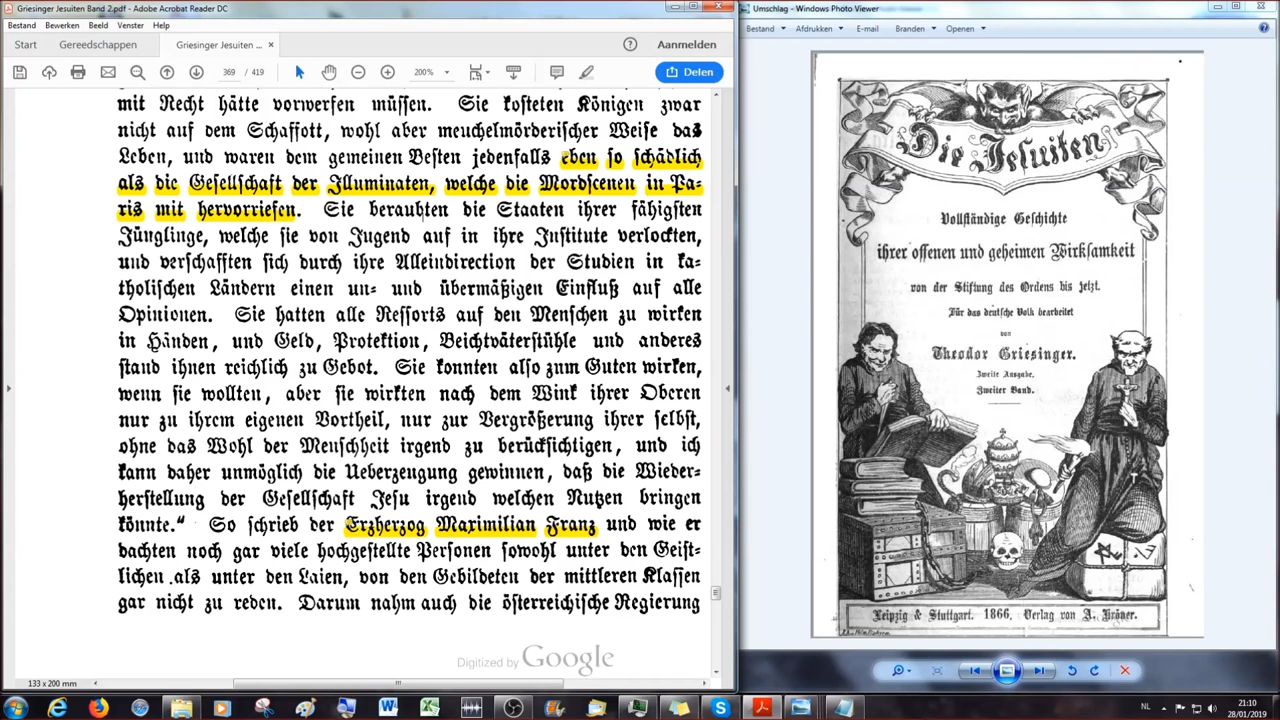 Griesinger Jesuiten Band 2.pdf - Adobe Acrobat Reader DC
Bestand Bewerken Beeld Venster Help
Start Gereedschappen Griesinger Jesuiten ... × Aanmelden
369 / 419 200% Delen
mit Recht hätte vorwerfen müssen. Sie kosteten Königen zwar
nicht auf dem Schaffott, wohl aber meuchelmörderischer Weise das
Leben, und waren dem gemeinen Besten jedenfalls eben so schädlich
als die Gesellschaft der Illuminaten, welche die Mordscenen in Pa-
ris mit hervorriefen. Sie beraubten die Staaten ihrer fähigsten
Jünglinge, welche sie von Jugend auf in ihre Institute verlockten,
und verschafften sich durch ihre Alleindirection der Studien in ka-
tholischen Ländern einen un- und übermäßigen Einfluß auf alle
Opinionen. Sie hatten alle Ressorts auf den Menschen zu wirken
in Händen, und Geld, Protektion, Beichtväterstühle und anderes
stand ihnen reichlich zu Gebot. Sie konnten also zum Guten wirken,
wenn sie wollten, aber sie wirkten nach dem Wink ihrer Oberen
nur zu ihrem eigenen Vortheil, nur zur Vergrößerung ihrer selbst,
ohne das Wohl der Menschheit irgend zu berücksichtigen, und ich
kann daher unmöglich die Ueberzeugung gewinnen, daß die Wieder-
herstellung der Gesellschaft Jesu irgend welchen Nutzen bringen
könnte.“ So schrieb der Erzherzog Maximilian Franz und wie er
dachten noch gar viele hochgestellte Personen sowohl unter den Geist-
lichen als unter den Laien, von den Gebildeten der mittleren Klassen
gar nicht zu reden. Darum nahm auch die österreichische Regierung
Digitized by Google
133 x 200 mm
Umschlag - Windows Photo Viewer
Bestand Afdrukken E-mail Branden Openen
Die Jesuiten
Vollständige Geschichte
ihrer offenen und geheimen Wirksamkeit
von der Stiftung des Ordens bis jetzt.
Für das deutsche Volk bearbeitet
von
Theodor Griesinger.
Zweite Ausgabe.
Zweiter Band.
Leipzig & Stuttgart. 1866. Verlag von A. Kröner.
NL 21:10
28/01/2019